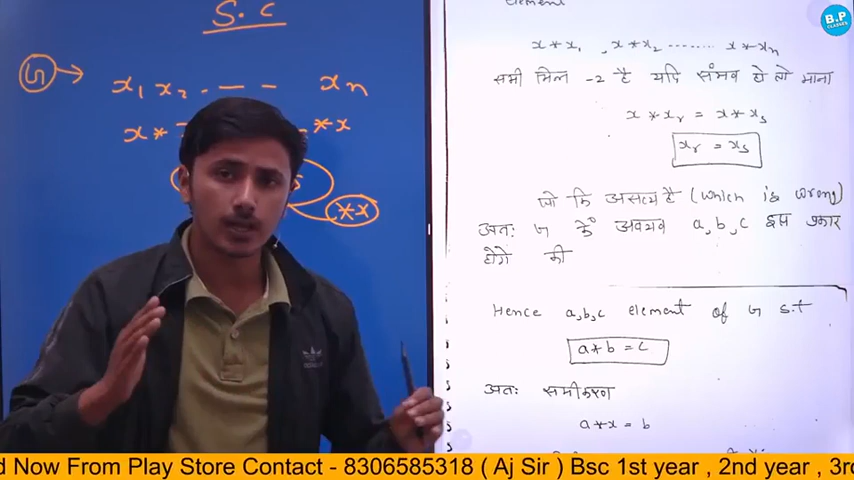 S.C
G → x₁ x₂ - — - xₙ
x*
*x
*x
B.P
CLASSES
element
x*x₁ , x*x₂ ........ x*xₙ
सभी मिल -2 है यदि संभव हो तो माना
x*xᵣ = x*xₛ
xᵣ = xₛ
जो कि असत्य है (which is wrong)
अतः G के अवयव a,b,c इस प्रकार
होंगे की
Hence a,b,c element of G s.t
a*b = c
अतः समीकरण
a*x = b
d Now From Play Store Contact - 8306585318 ( Aj Sir ) Bsc 1st year , 2nd year , 3r